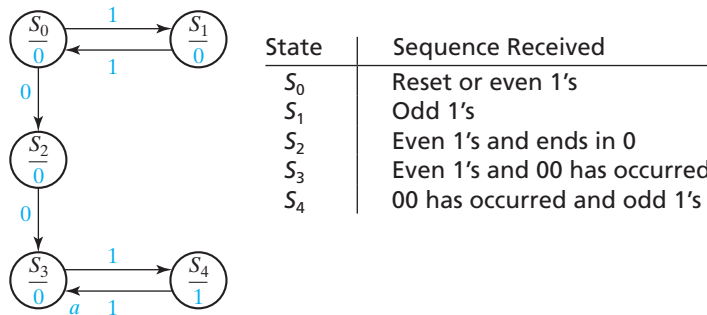 S0 0
1
S1 0
1
0
S2 0
0
S3 0
1
S4 1
a 1
State Sequence Received
S0 Reset or even 1's
S1 Odd 1's
S2 Even 1's and ends in 0
S3 Even 1's and 00 has occurred
S4 00 has occurred and odd 1's